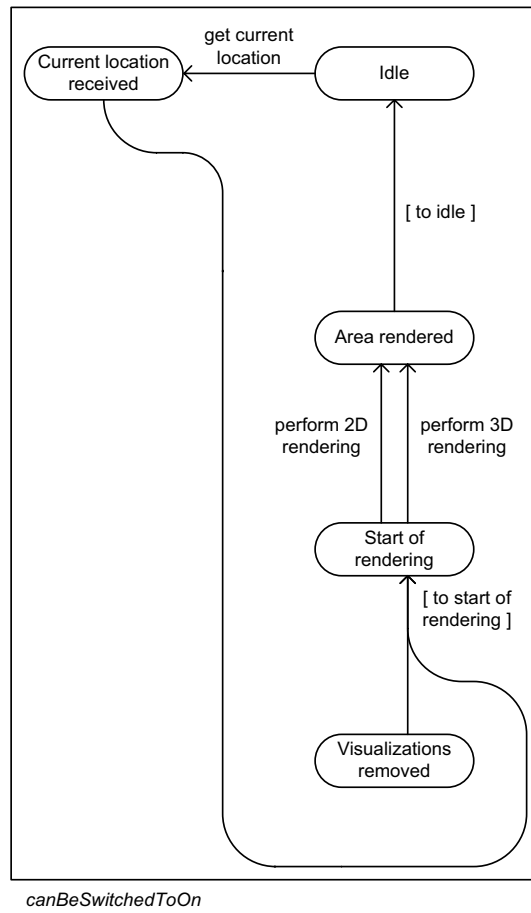 get current
location
Current location
received
Idle
[ to idle ]
Area rendered
perform 2D
rendering
perform 3D
rendering
Start of
rendering
[ to start of
rendering ]
Visualizations
removed
canBeSwitchedToOn